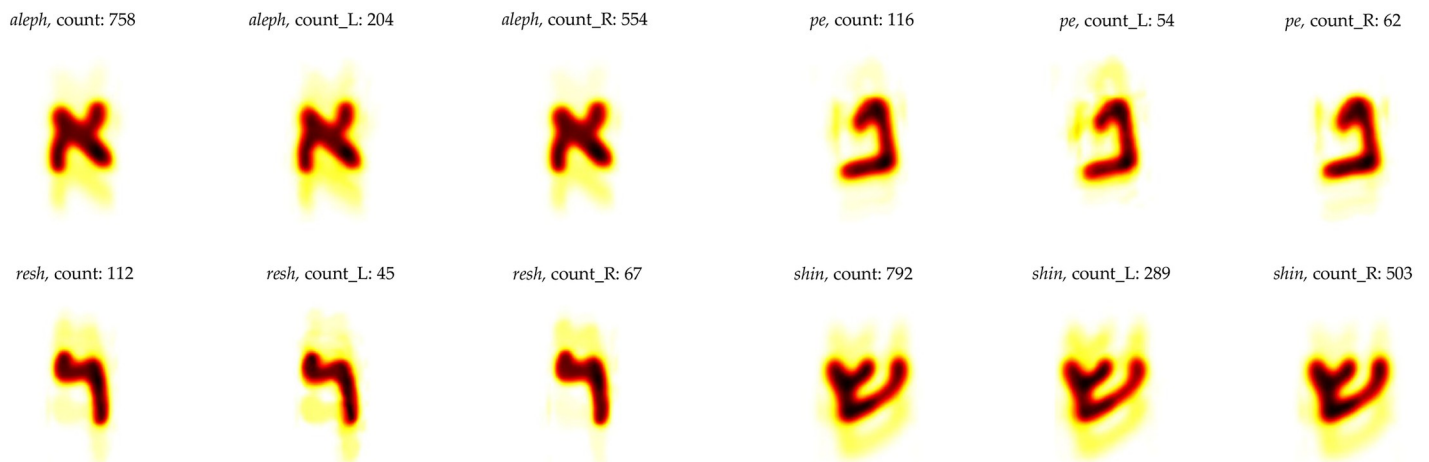 aleph, count: 758 aleph, count_L: 204 aleph, count_R: 554 pe, count: 116 pe, count_L: 54 pe, count_R: 62
א א א פ פ פ
resh, count: 112 resh, count_L: 45 resh, count_R: 67 shin, count: 792 shin, count_L: 289 shin, count_R: 503
ר ר ר ש ש ש